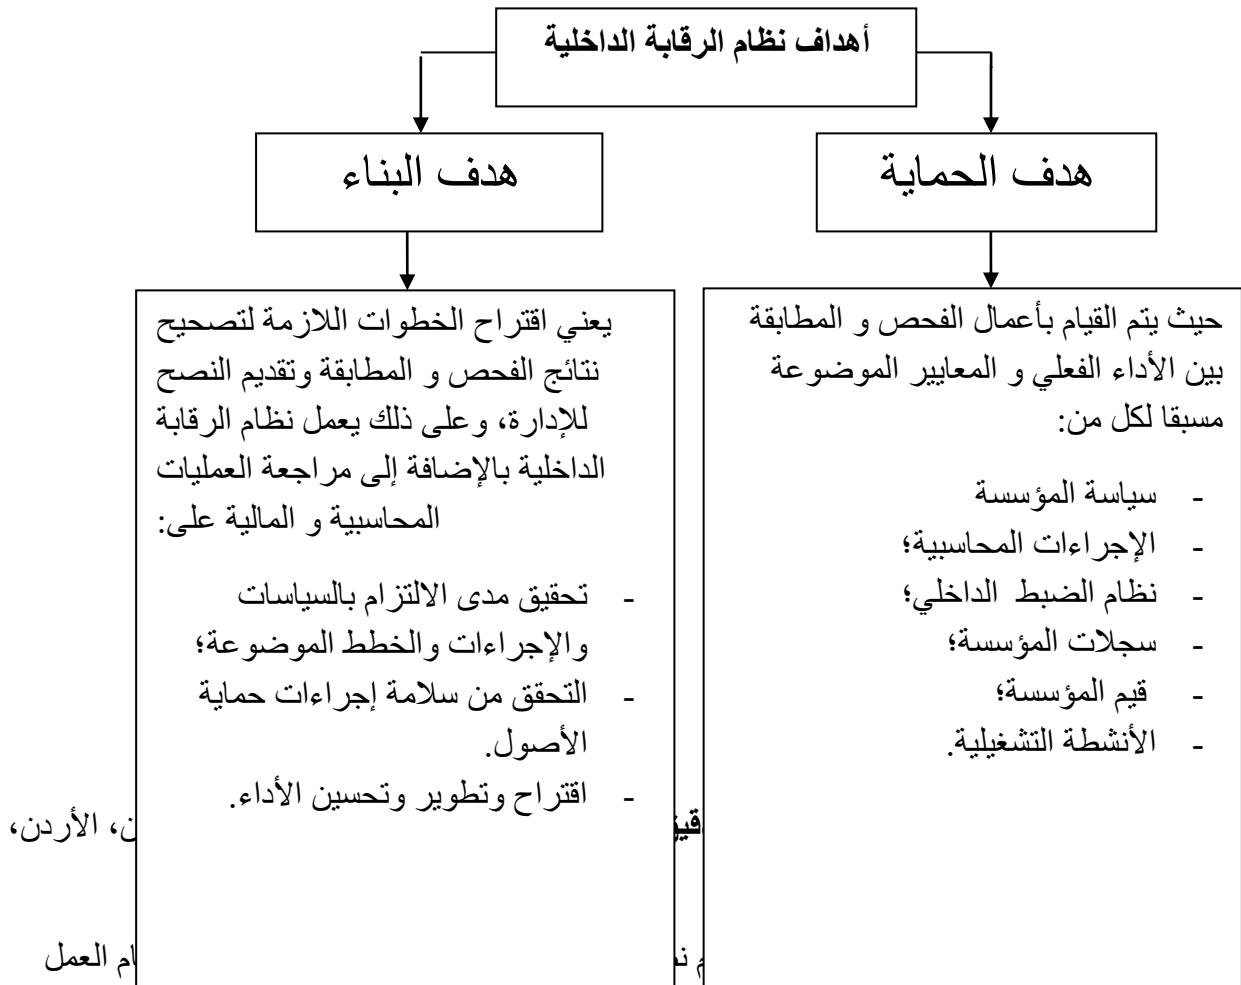 أهداف نظام الرقابة الداخلية
هدف الحماية
هدف البناء
حيث يتم القيام بأعمال الفحص و المطابقة
بين الأداء الفعلي و المعايير الموضوعة
مسبقا لكل من:
- سياسة المؤسسة
- الإجراءات المحاسبية؛
- نظام الضبط الداخلي؛
- سجلات المؤسسة؛
- قيم المؤسسة؛
- الأنشطة التشغيلية.
يعني اقتراح الخطوات اللازمة لتصحيح
نتائج الفحص و المطابقة وتقديم النصح
للإدارة، وعلى ذلك يعمل نظام الرقابة
الداخلية بالإضافة إلى مراجعة العمليات
المحاسبية و المالية على:
- تحقيق مدى الالتزام بالسياسات
والإجراءات والخطط الموضوعة؛
- التحقق من سلامة إجراءات حماية
الأصول.
- اقتراح وتطوير وتحسين الأداء.
الأردن،
العمل